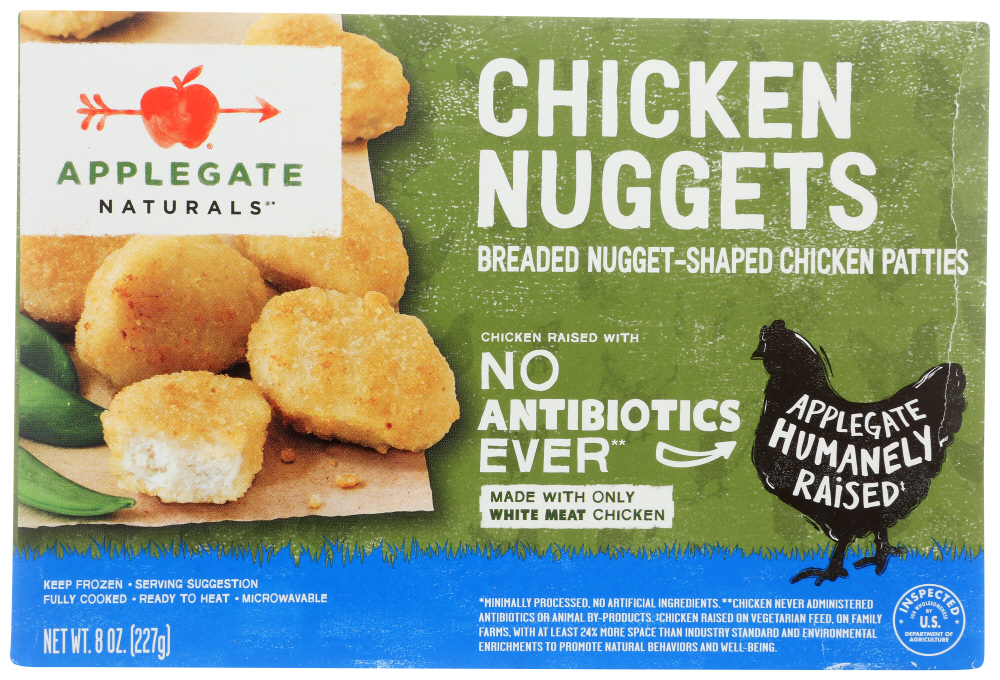 APPLEGATE
NATURALS®*
CHICKEN
NUGGETS
BREADED NUGGET-SHAPED CHICKEN PATTIES
CHICKEN RAISED WITH
NO
ANTIBIOTICS
EVER**
MADE WITH ONLY
WHITE MEAT CHICKEN
APPLEGATE
HUMANELY
RAiSED‡
KEEP FROZEN • SERVING SUGGESTION
FULLY COOKED • READY TO HEAT • MICROWAVABLE
NET WT. 8 OZ. (227g)
*MINIMALLY PROCESSED, NO ARTIFICIAL INGREDIENTS. **CHICKEN NEVER ADMINISTERED
ANTIBIOTICS OR ANIMAL BY-PRODUCTS. ‡CHICKEN RAISED ON VEGETARIAN FEED, ON FAMILY
FARMS, WITH AT LEAST 24% MORE SPACE THAN INDUSTRY STANDARD AND ENVIRONMENTAL
ENRICHMENTS TO PROMOTE NATURAL BEHAVIORS AND WELL-BEING.
INSPECTED
FOR WHOLESOMENESS
BY
U.S.
DEPARTMENT OF
AGRICULTURE